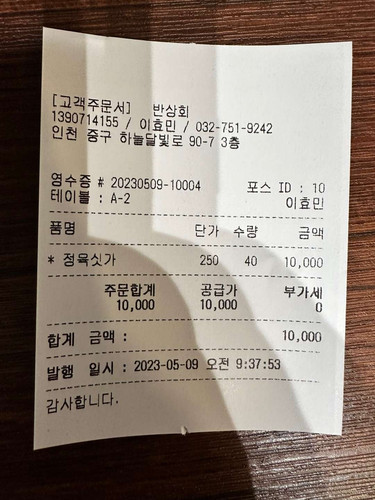 [고객주문서] 반상회
1390714155 / 이효민 / 032-751-9242
인천 중구 하늘달빛로 90-7 3층
영수증 # 20230509-10004 포스 ID : 10
테이블 : A-2 이효민
품명 단가 수량 금액
* 정육싯가 250 40 10,000
주문합계 공급가 부가세
10,000 10,000 0
합계 금액 : 10,000
발행 일시 : 2023-05-09 오전 9:37:53
감사합니다.